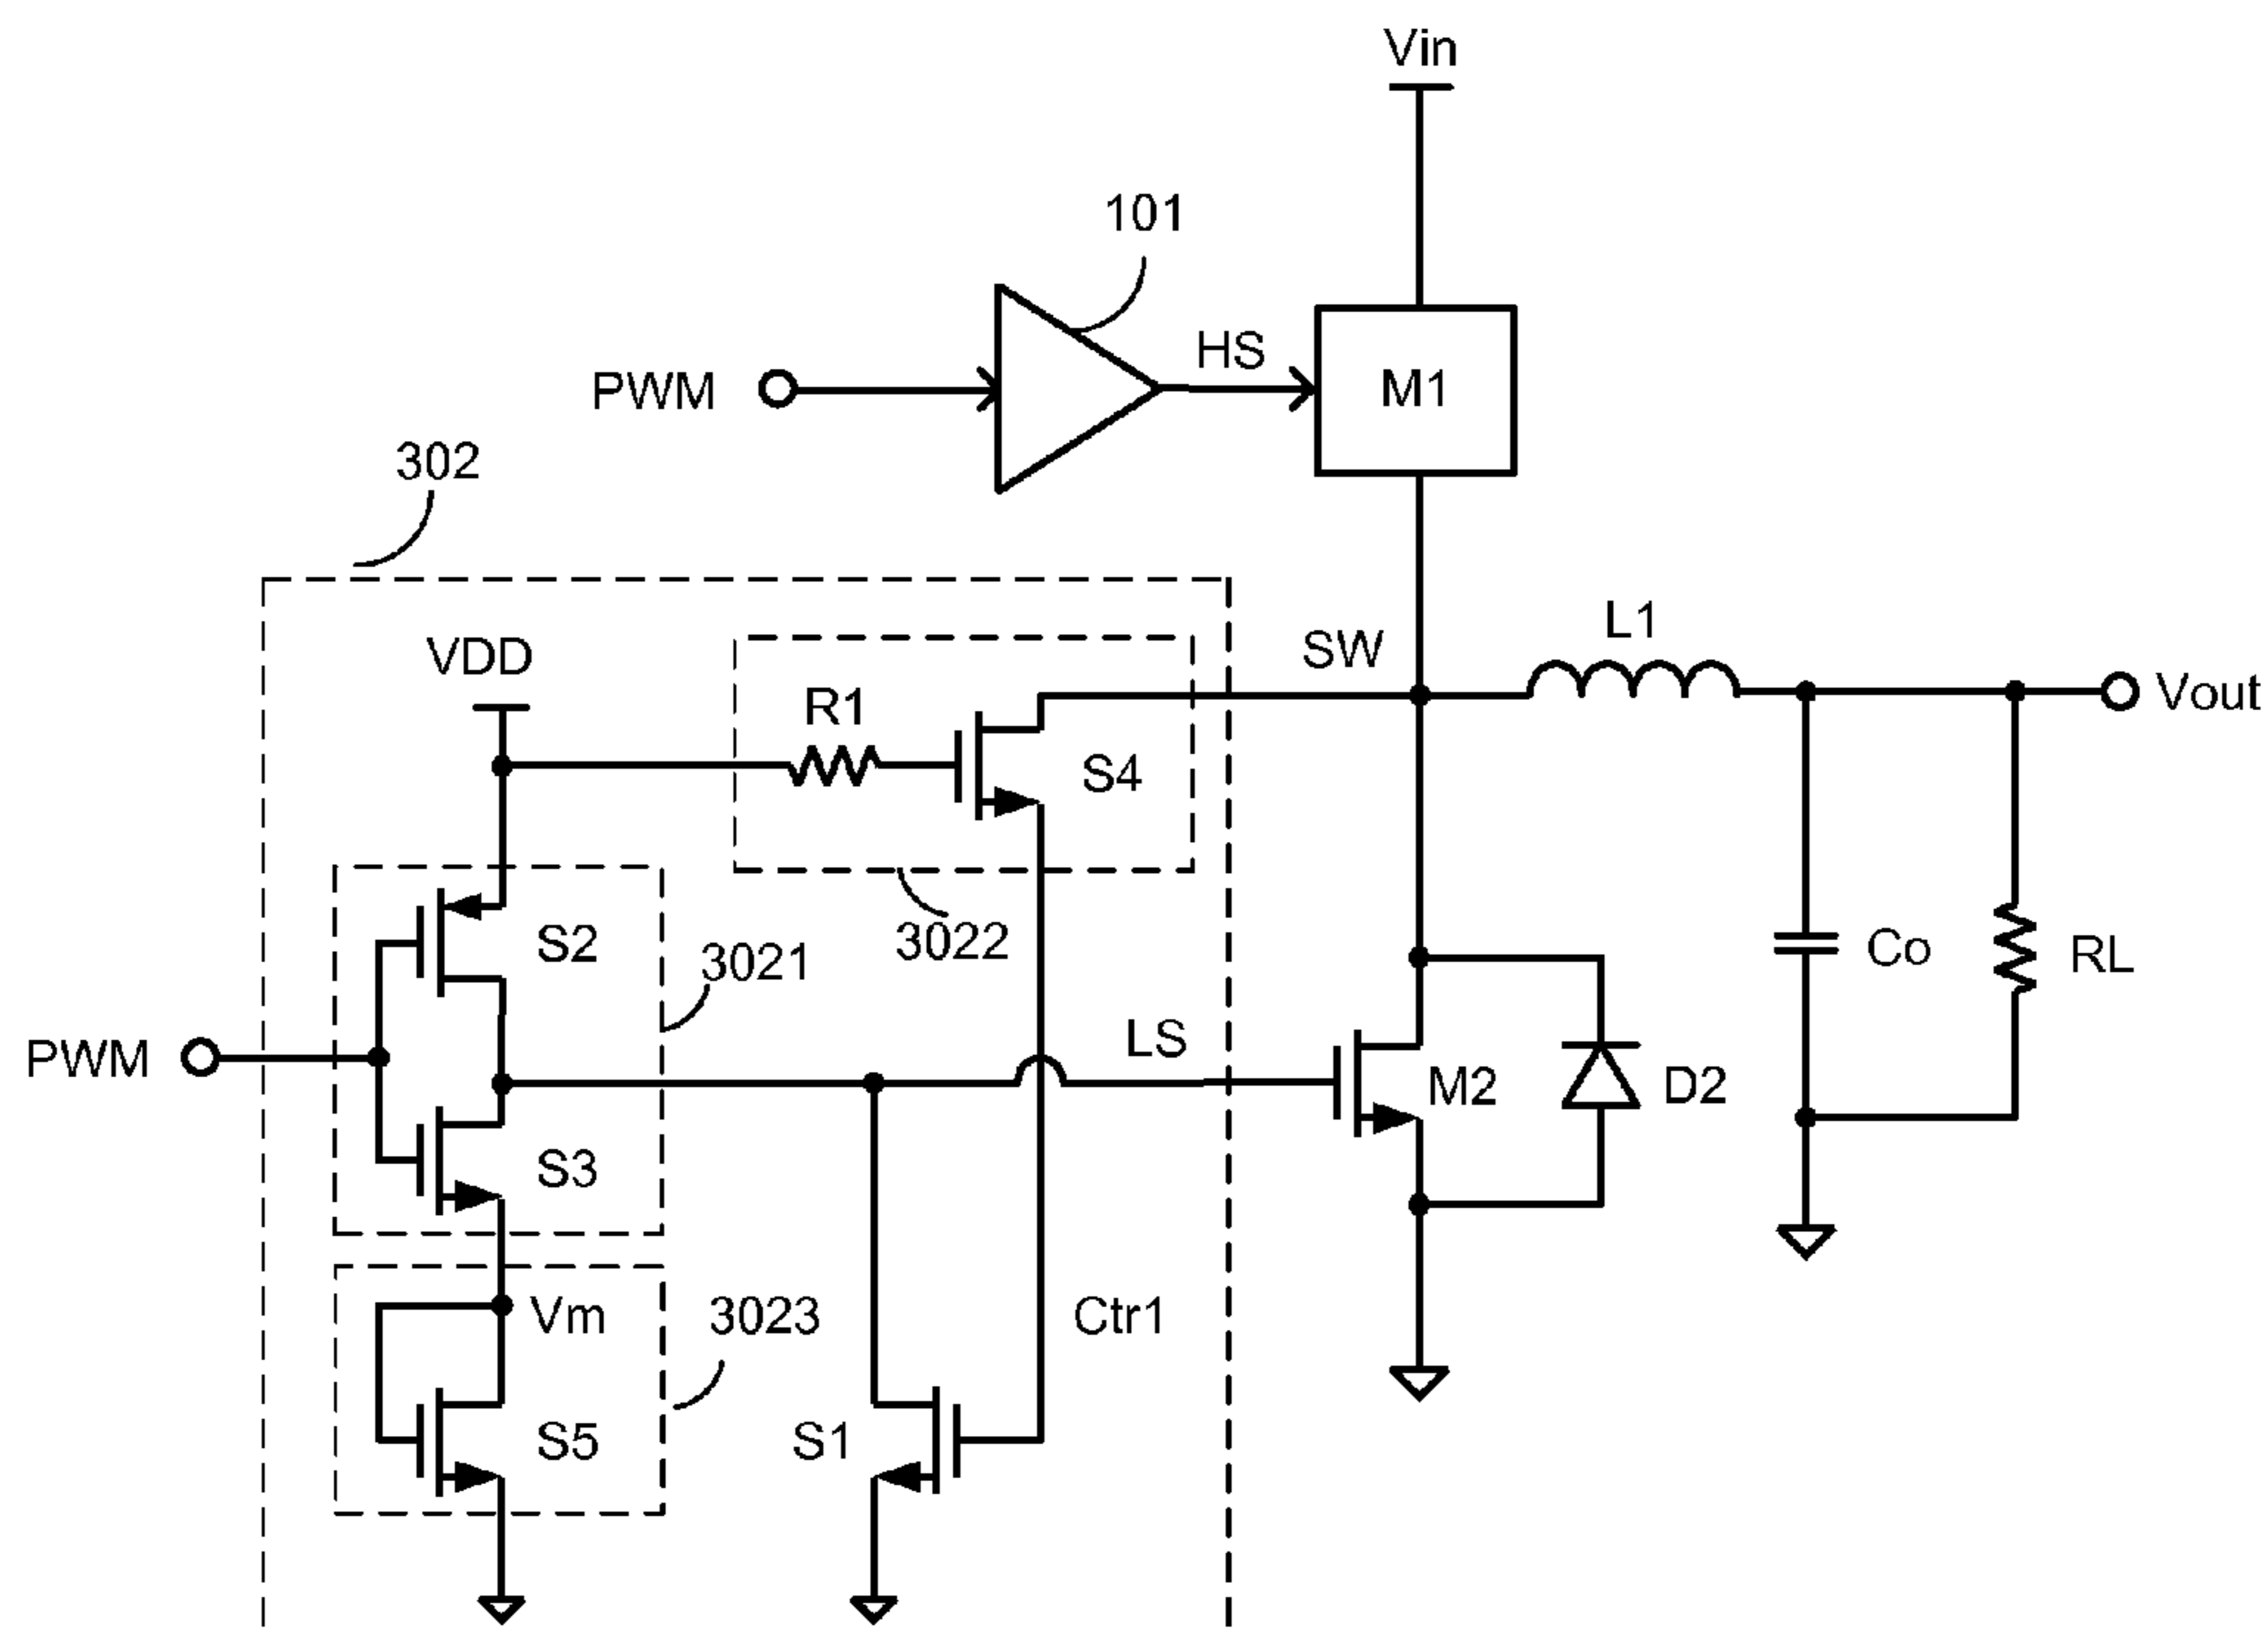 Vin
101
HS
PWM
M1
302
L1
SW
VDD
Vout
R1
S4
S2
3022
3021
Co
RL
LS
PWM
M2
D2
S3
Vm
3023
Ctr1
S5
S1